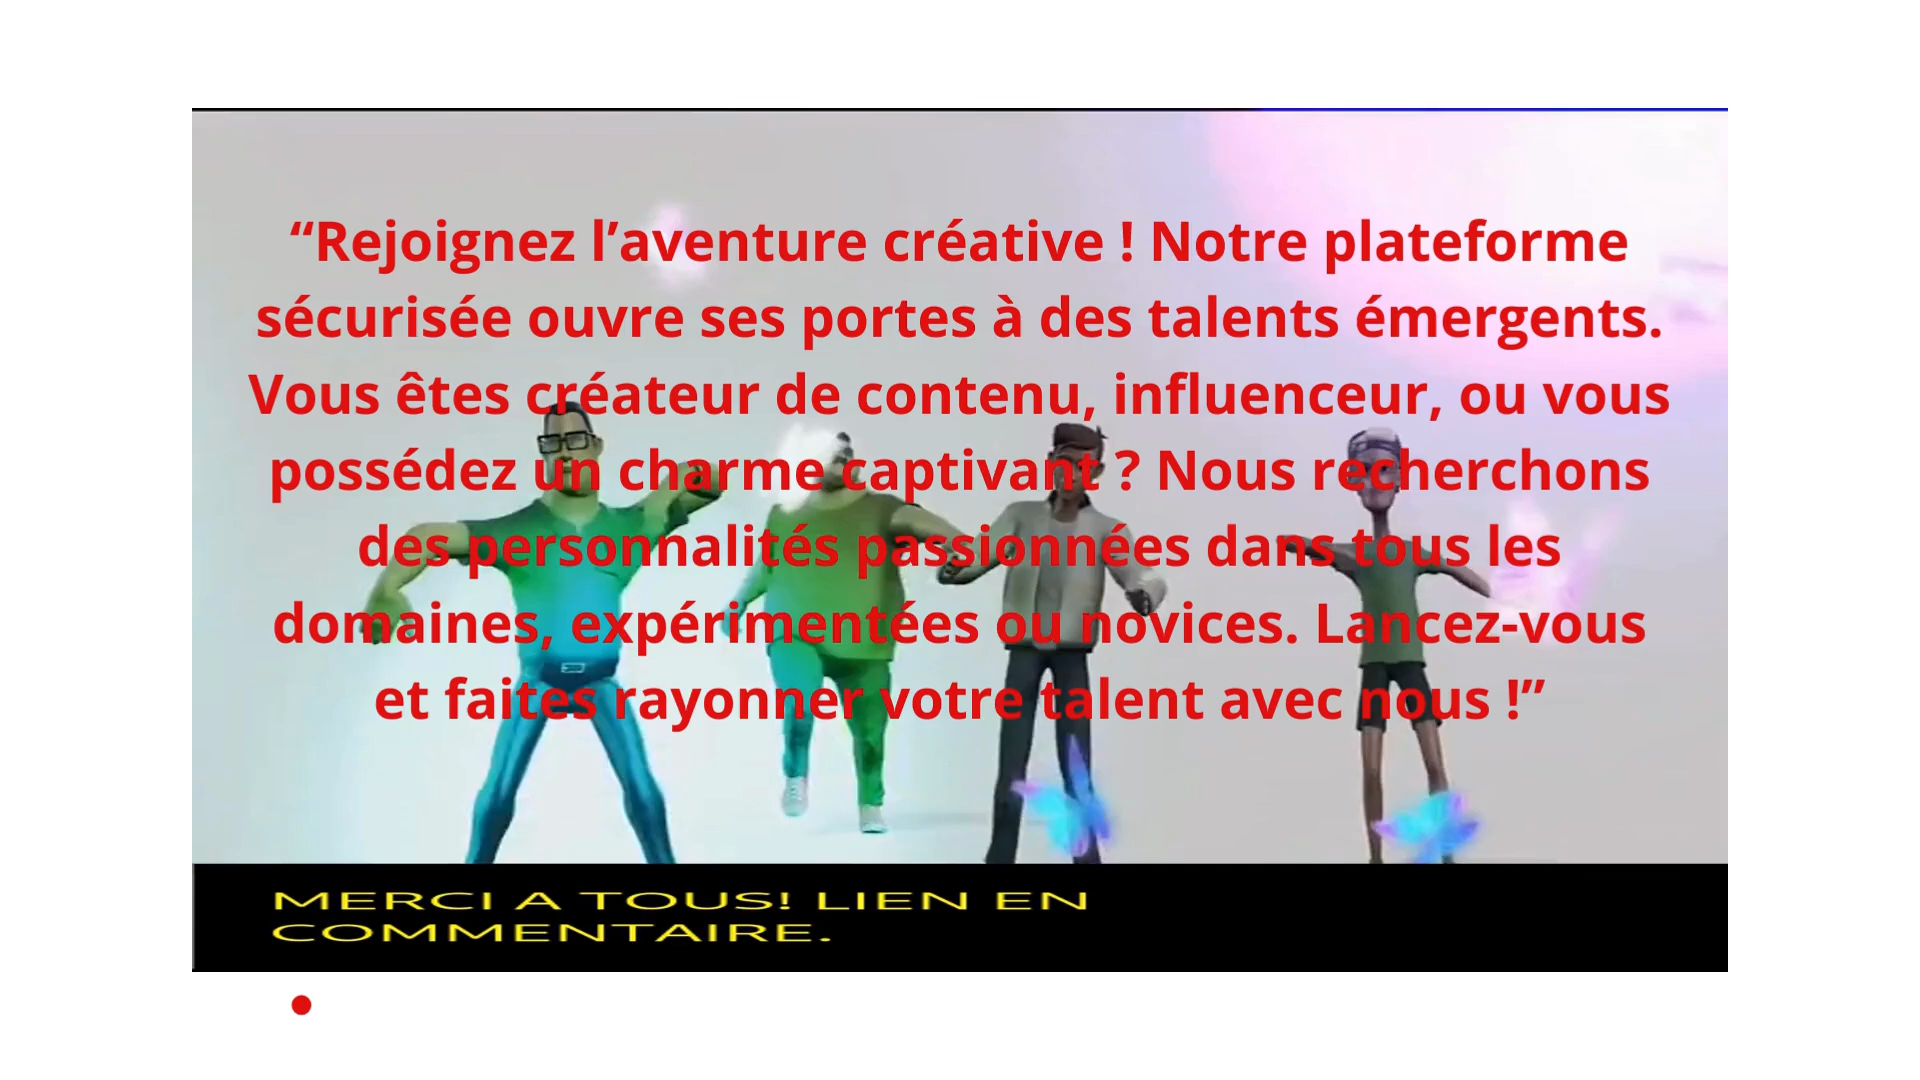 “Rejoignez l’aventure créative ! Notre plateforme
sécurisée ouvre ses portes à des talents émergents.
Vous êtes créateur de contenu, influenceur, ou vous
possédez un charme captivant ? Nous recherchons
des personnalités passionnées dans tous les
domaines, expérimentées ou novices. Lancez-vous
et faites rayonner votre talent avec nous !”
MERCI A TOUS! LIEN EN
COMMENTAIRE.